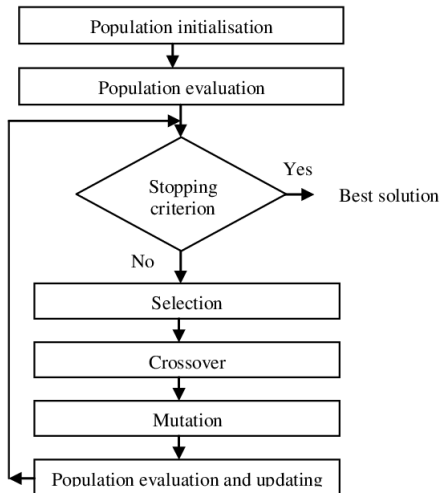 Population initialisation
Population evaluation
Yes
Stopping
criterion
Best solution
No
Selection
Crossover
Mutation
Population evaluation and updating